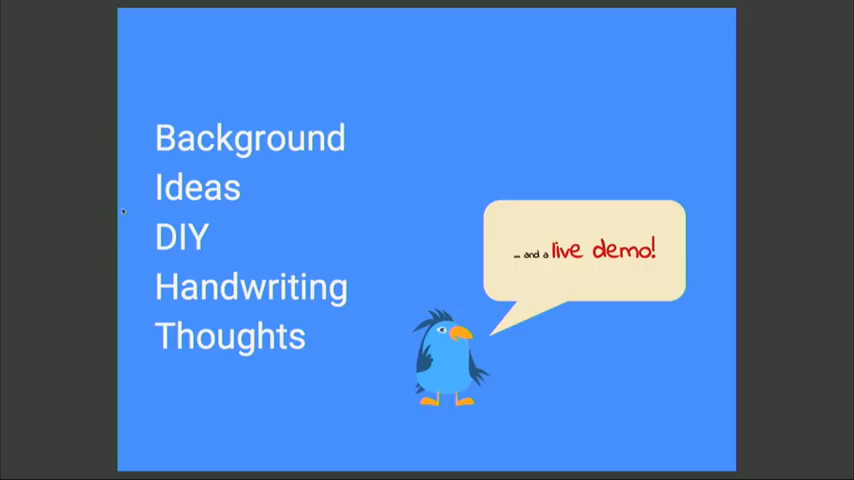 Background
Ideas
DIY
Handwriting
Thoughts
... and a live demo!